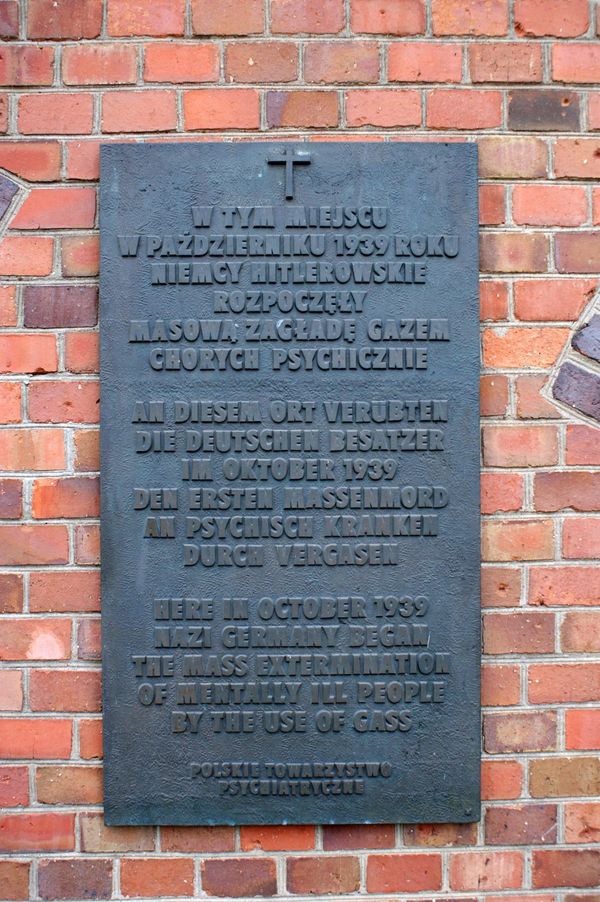 W TYM MIEJSCU
W PAŹDZIERNIKU 1939 ROKU
NIEMCY HITLEROWSKIE
ROZPOCZĘŁY
MASOWĄ ZAGŁADĘ GAZEM
CHORYCH PSYCHICZNIE
AN DIESEM ORT VERÜBTEN
DIE DEUTSCHEN BESATZER
IM OKTOBER 1939
DEN ERSTEN MASSENMORD
AN PSYCHISCH KRANKEN
DURCH VERGASEN
HERE IN OCTOBER 1939
NAZI GERMANY BEGAN
THE MASS EXTERMINATION
OF MENTALLY ILL PEOPLE
BY THE USE OF GASS
POLSKIE TOWARZYSTWO
PSYCHIATRYCZNE